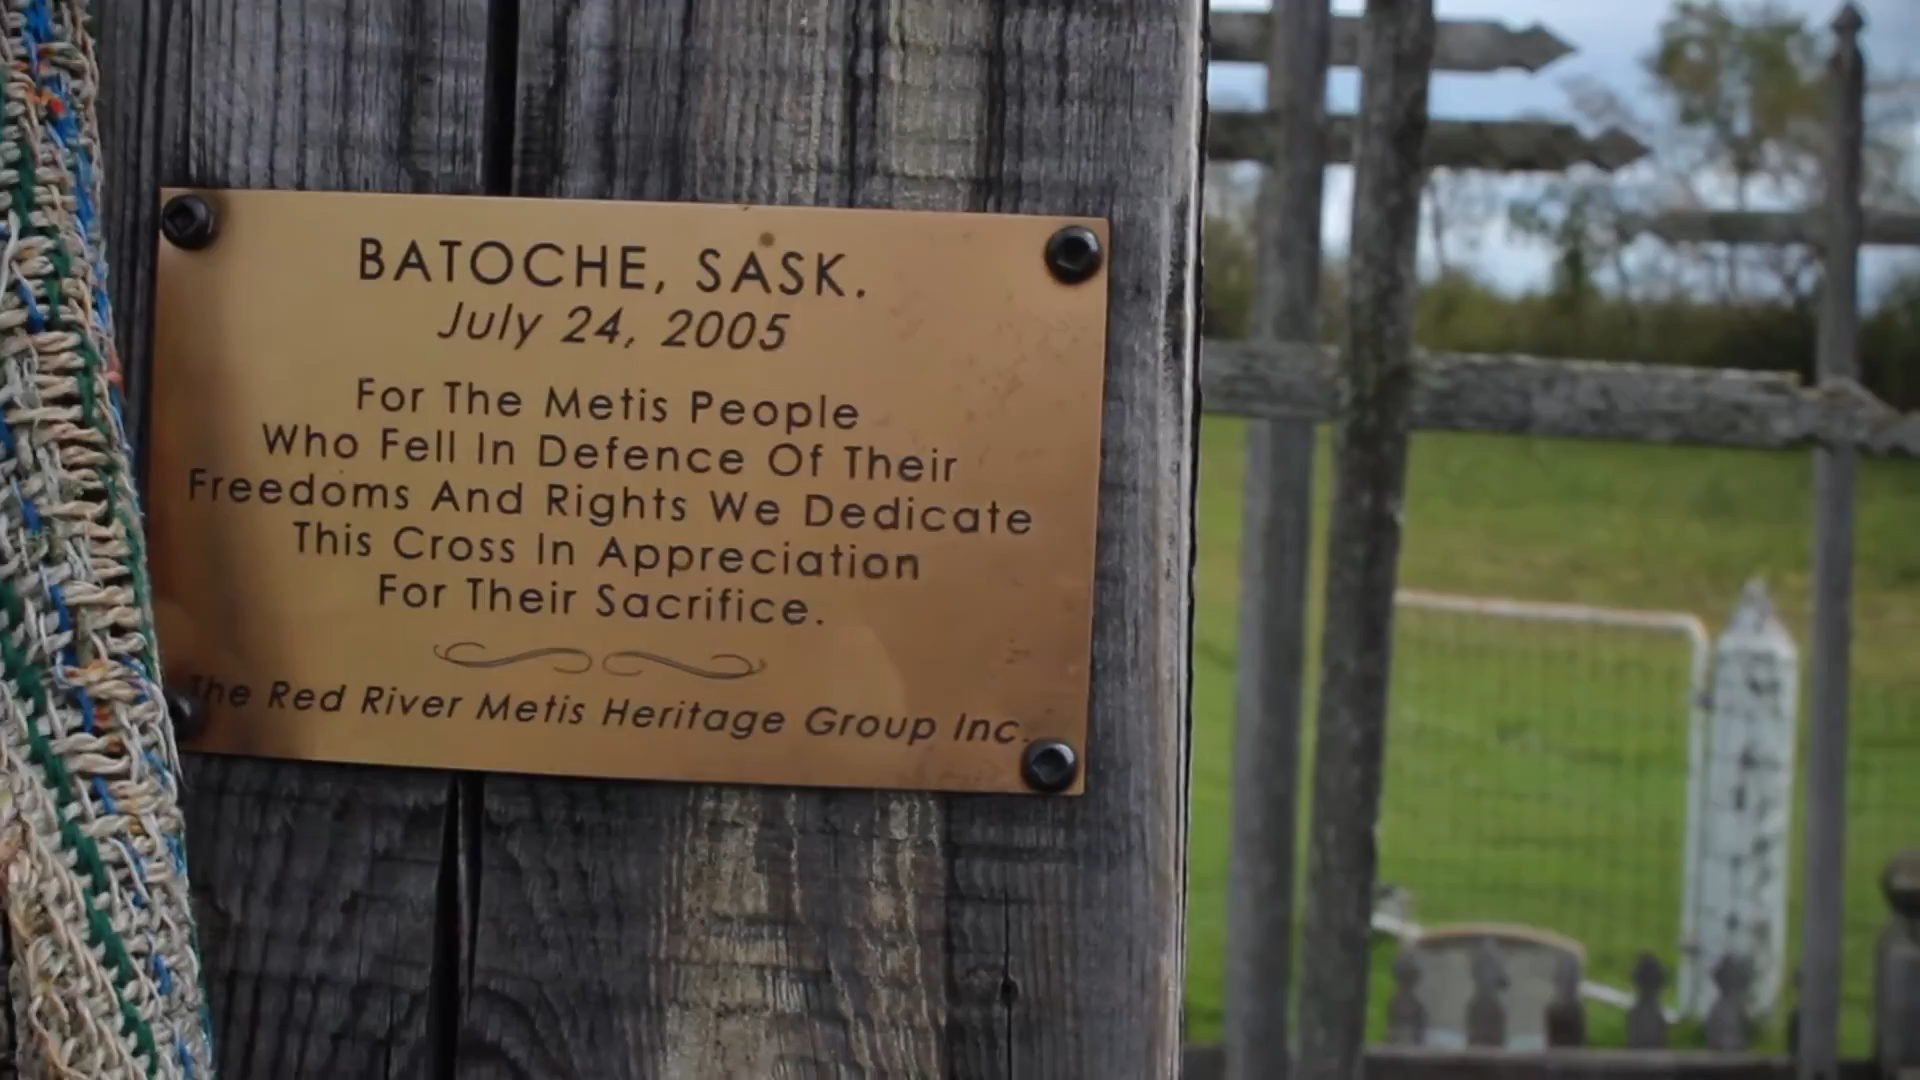 BATOCHE, SASK.
July 24, 2005
For The Metis People
Who Fell In Defence Of Their
Freedoms And Rights We Dedicate
This Cross In Appreciation
For Their Sacrifice.
The Red River Metis Heritage Group Inc.